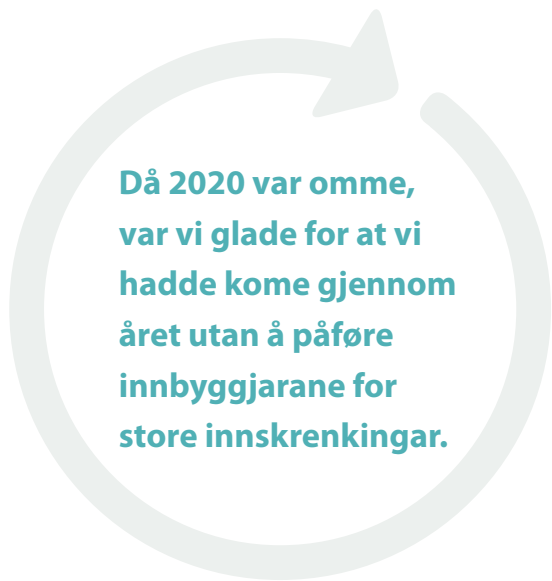 Då 2020 var omme,
var vi glade for at vi
hadde kome gjennom
året utan å påføre
innbyggjarane for
store innskrenkingar.